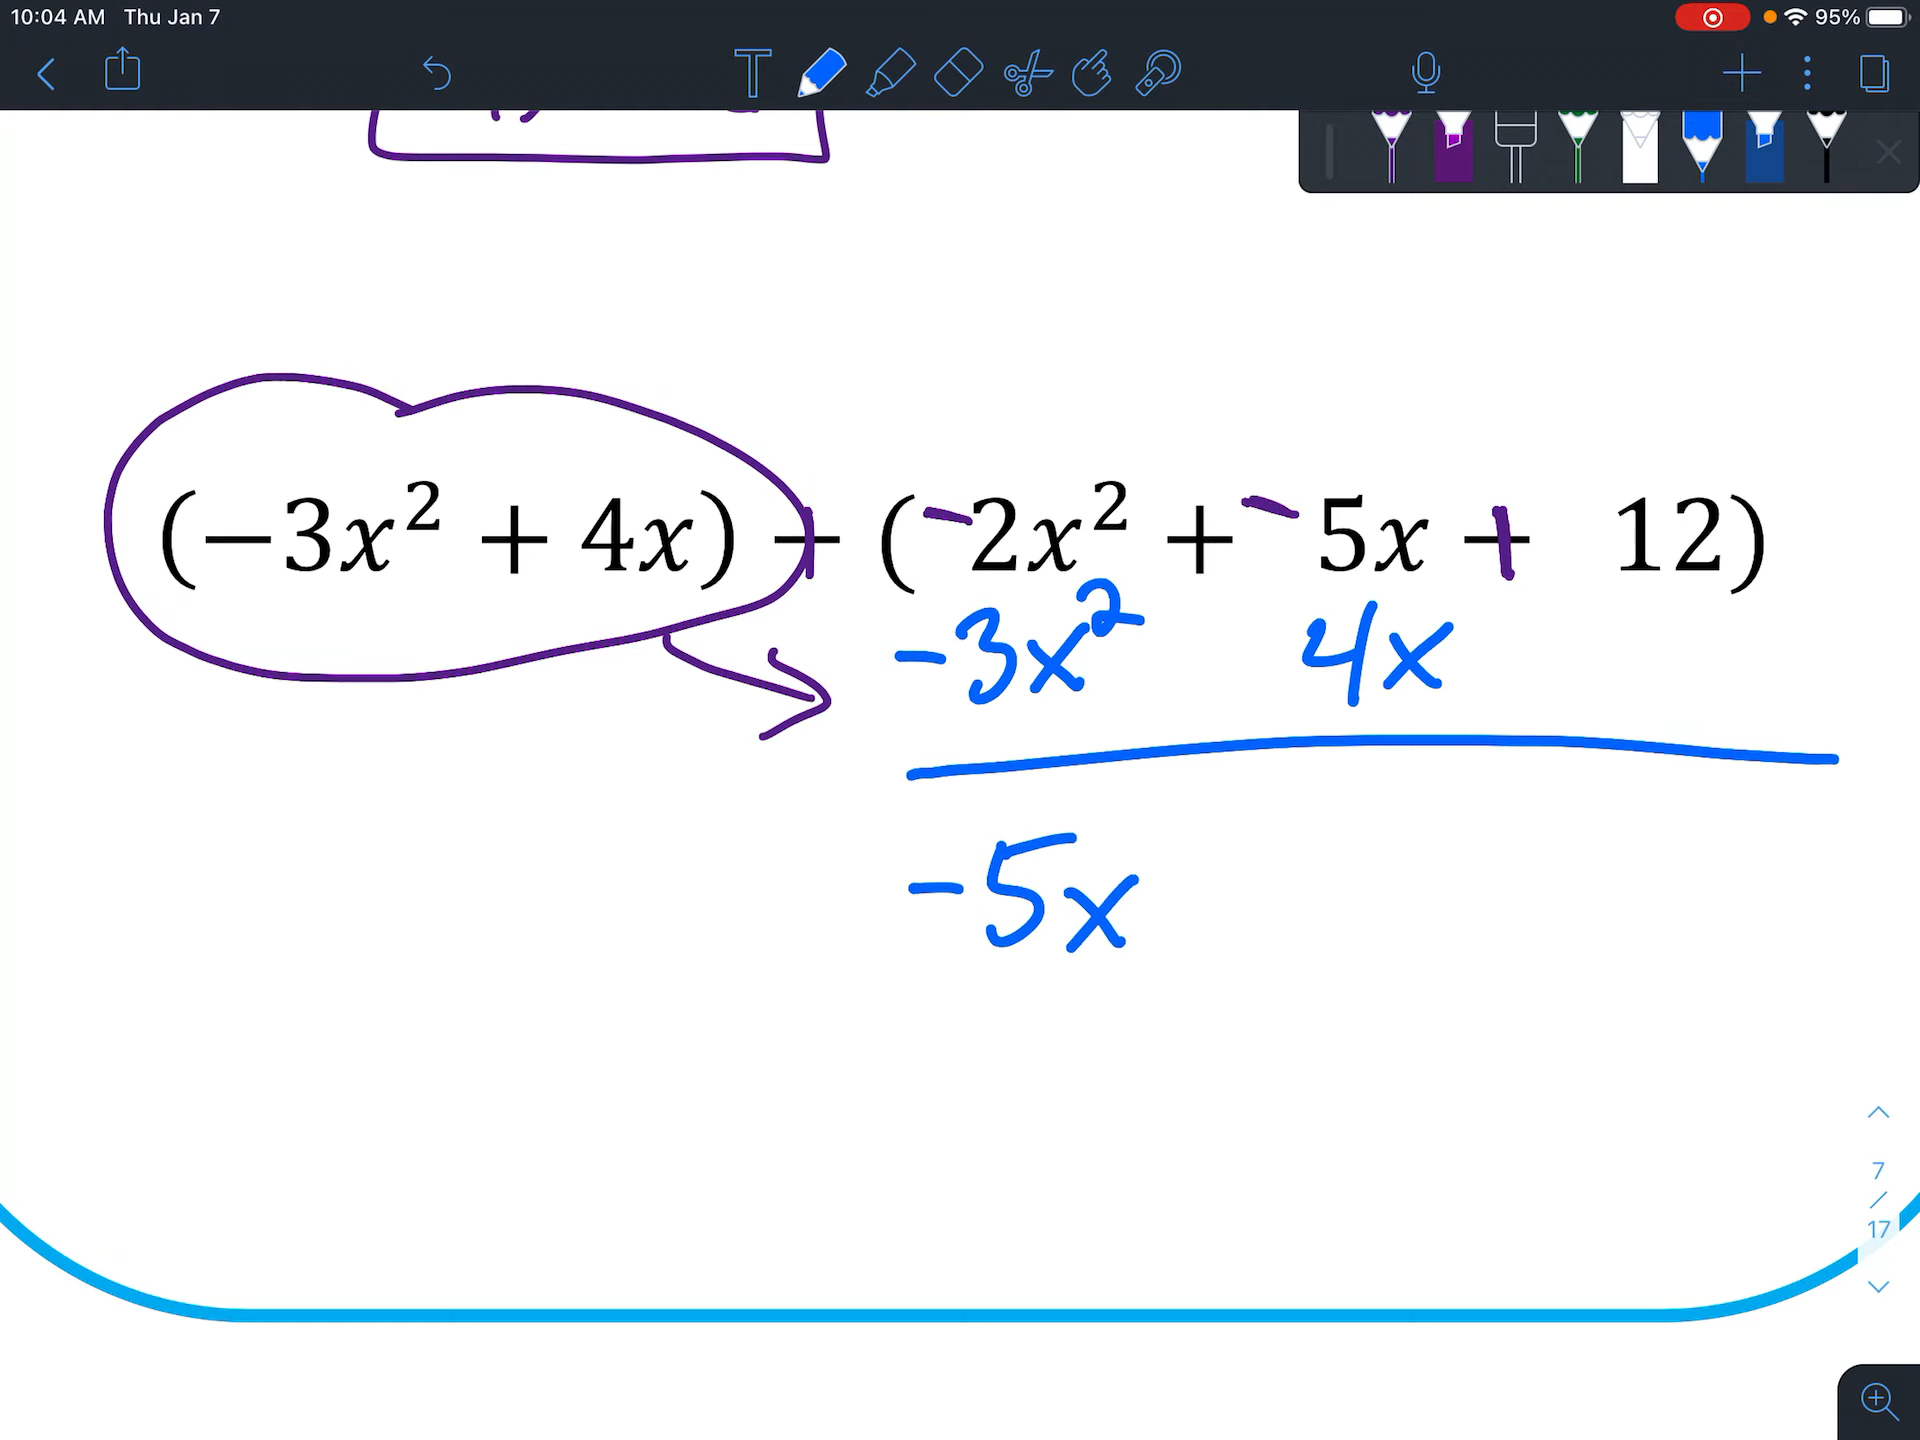 10:04 AM Thu Jan 7 95%
T
(−3x² + 4x) + (-2x² + -5x + 12)
-3x² 4x
-5x
7
/
17